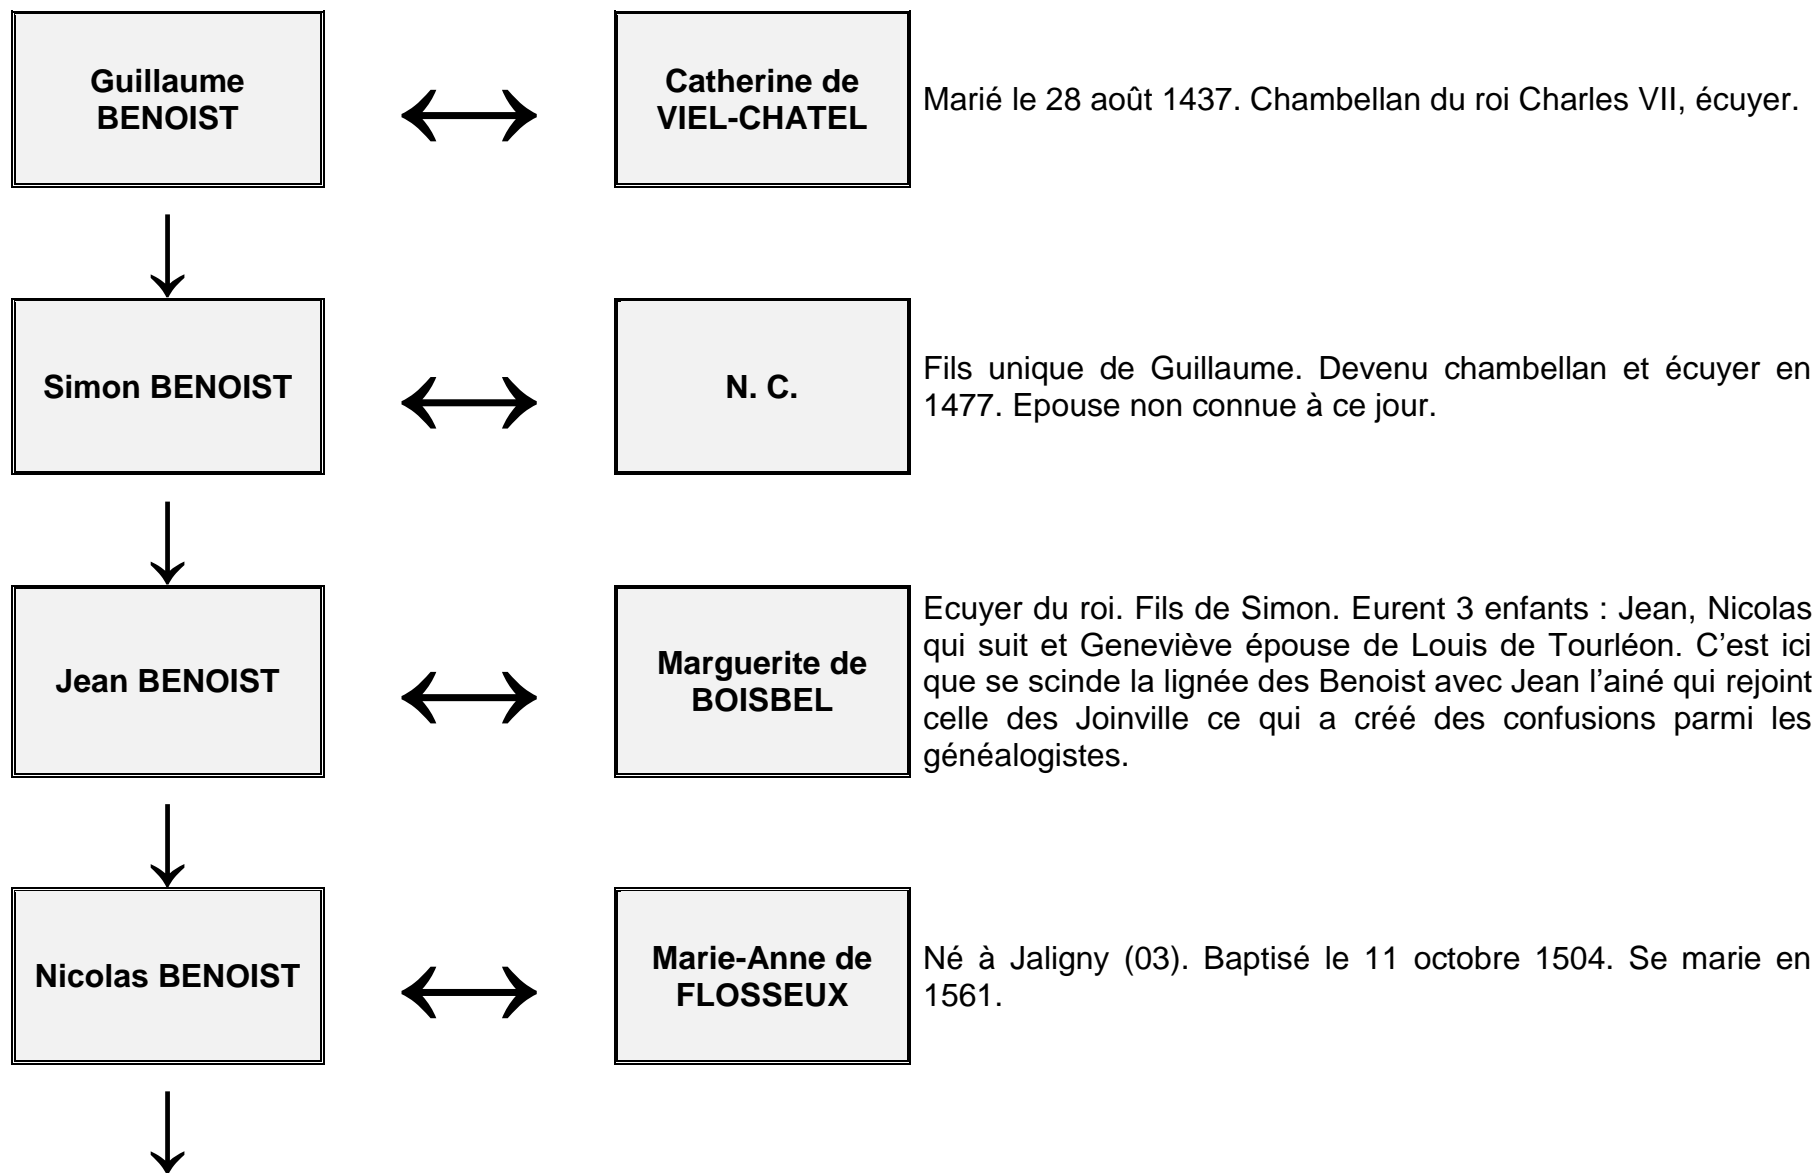 Guillaume
BENOIST
Catherine de
VIEL-CHATEL
Marié le 28 août 1437. Chambellan du roi Charles VII, écuyer.
Simon BENOIST
N. C.
Fils unique de Guillaume. Devenu chambellan et écuyer en
1477. Epouse non connue à ce jour.
Jean BENOIST
Marguerite de
BOISBEL
Ecuyer du roi. Fils de Simon. Eurent 3 enfants : Jean, Nicolas
qui suit et Geneviève épouse de Louis de Tourléon. C’est ici
que se scinde la lignée des Benoist avec Jean l’ainé qui rejoint
celle des Joinville ce qui a créé des confusions parmi les
généalogistes.
Nicolas BENOIST
Marie-Anne de
FLOSSEUX
Né à Jaligny (03). Baptisé le 11 octobre 1504. Se marie en
1561.